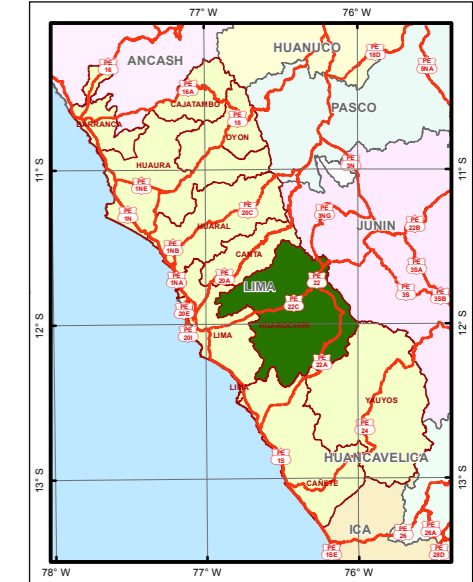 77° W
76° W
HUANUCO
PE
18D
PE
5NA
ANCASH
PE
16
PE
16A
CAJATAMBO
PASCO
PE
18
BARRANCA
OYON
HUAURA
PE
3N
11° S
11° S
PE
1NE
PE
1N
PE
20C
PE
3NG
JUNIN
PE
22B
HUARAL
PE
1NB
CANTA
PE
3SA
PE
1NA
PE
20A
LIMA
PE
22
PE
3S
PE
3SB
PE
22C
PE
20E
12° S
12° S
PE
20I
LIMA
HUAROCHIRI
PE
22A
LIMA
YAUYOS
PE
24
PE
1S
HUANCAVELICA
13° S
13° S
CAÑETE
ICA
PE
26
PE
26A
PE
1SE
PE
28D
78° W
77° W
76° W